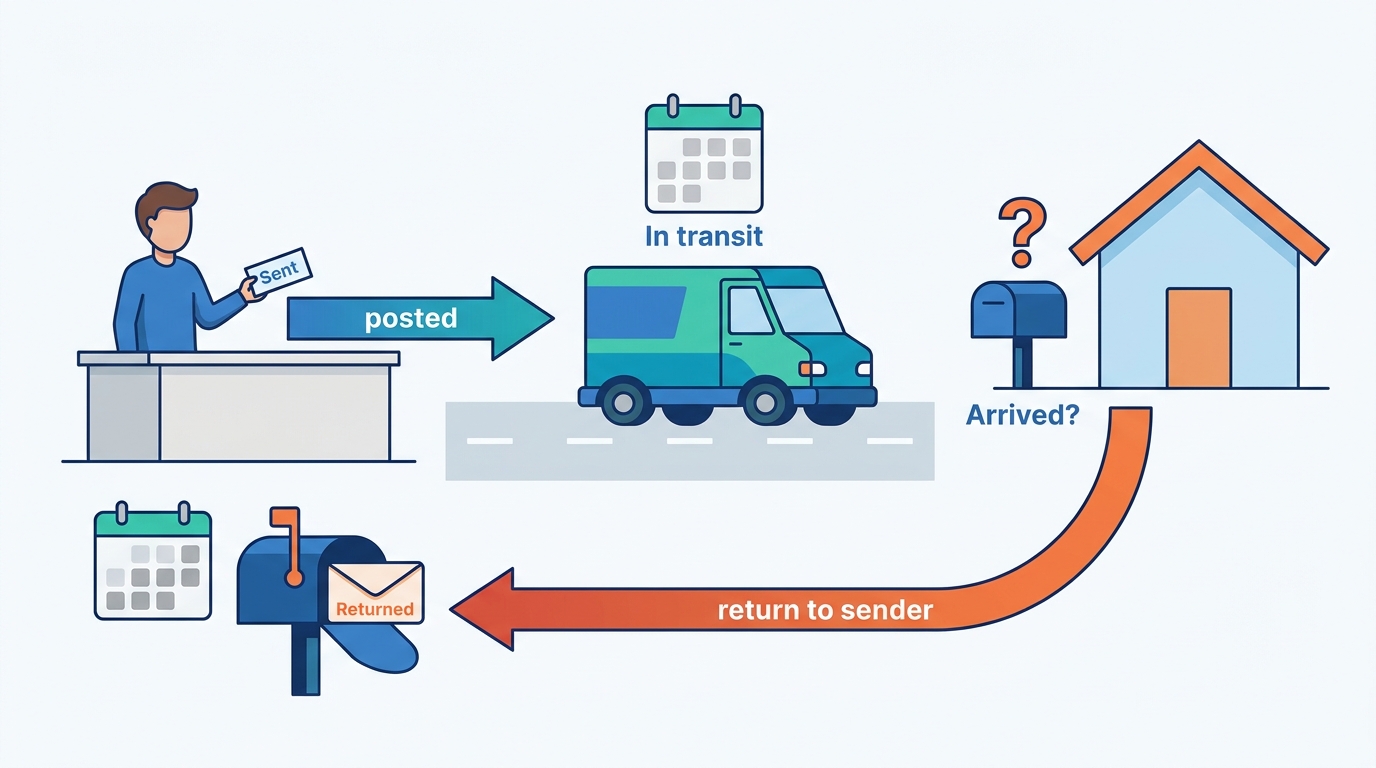 Sent
posted
In transit
Arrived?
?
return to sender
Returned